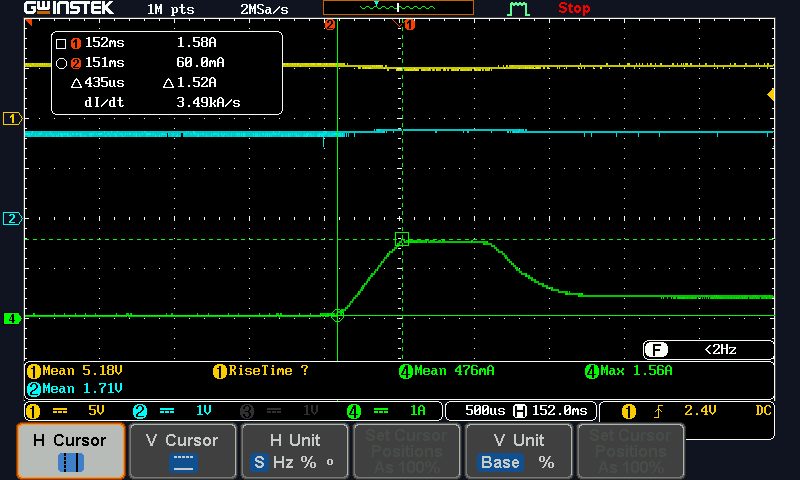 GWINSTEK 1M pts 2MSa/s Stop
2 1
1 152ms 1.58A
2 151ms 60.0mA
△435us △1.52A
dI/dt 3.49kA/s
1
2
4
F <2Hz
1 Mean 5.18V 1 RiseTime ? 4 Mean 476mA 4 Max 1.56A
2 Mean 1.71V
1 5V 2 1V 3 1V 4 1A 500us H 152.0ms 1 2.4V DC
H Cursor V Cursor H Unit Set Cursor Positions As 100% V Unit Set Cursor Positions As 100%
S Hz % ° Base %